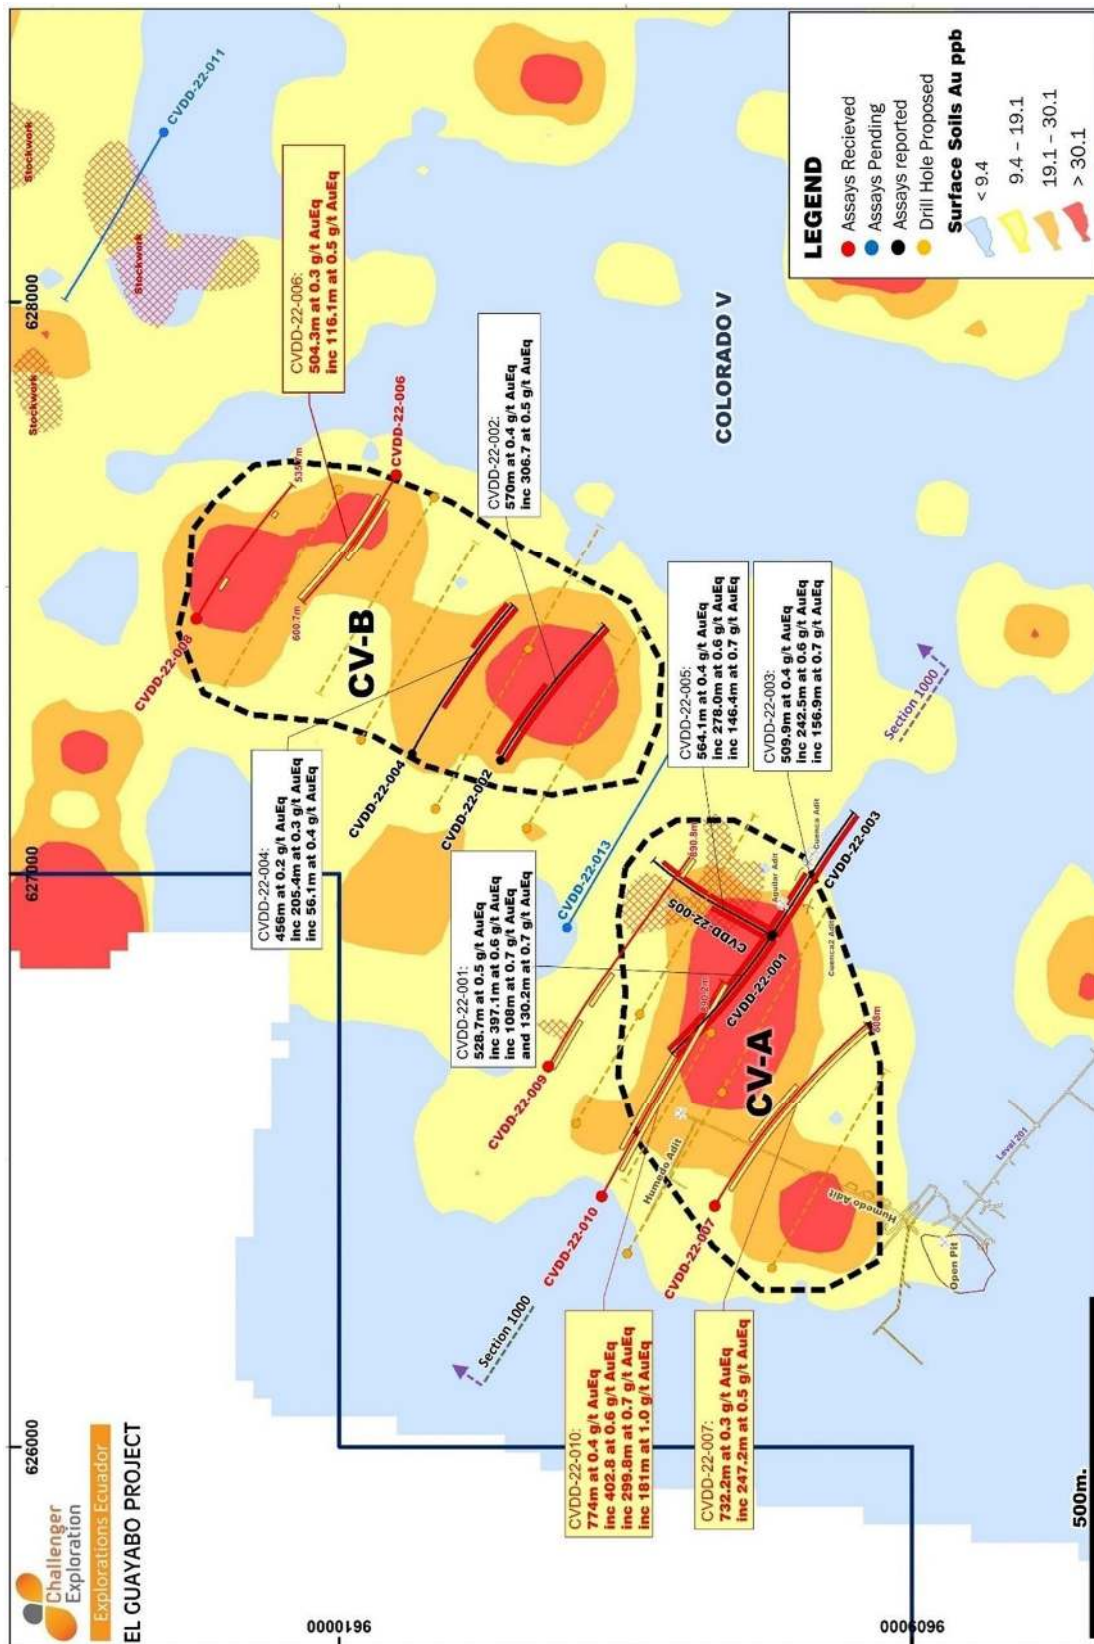 Challenger
Exploration
Explorations Ecuador
EL GUAYABO PROJECT
626000
627000
628000
9610000
9609000
Stockwork
Stockwork
Stockwork
CVDD-22-011
CVDD-22-006:
504.3m at 0.3 g/t AuEq
inc 116.1m at 0.5 g/t AuEq
CVDD-22-008
CVDD-22-006
600.7m
CV-B
CVDD-22-002:
570m at 0.4 g/t AuEq
inc 306.7 at 0.5 g/t AuEq
CVDD-22-004
CVDD-22-002
CVDD-22-004:
456m at 0.2 g/t AuEq
inc 205.4m at 0.3 g/t AuEq
inc 56.1m at 0.4 g/t AuEq
COLORADO V
CVDD-22-001:
528.7m at 0.5 g/t AuEq
inc 397.1m at 0.6 g/t AuEq
inc 108m at 0.7 g/t AuEq
and 130.2m at 0.7 g/t AuEq
CVDD-22-013
CVDD-22-005:
564.1m at 0.4 g/t AuEq
inc 278.0m at 0.6 g/t AuEq
inc 146.4m at 0.7 g/t AuEq
CVDD-22-003:
509.9m at 0.4 g/t AuEq
inc 242.5m at 0.6 g/t AuEq
inc 156.9m at 0.7 g/t AuEq
Section 1000
CVDD-22-009
890.8m
CVDD-22-005
Aguilar Adit
Cuenca Adit
CVDD-22-003
CVDD-22-001
Cuenca2 Adit
CV-A
808m
CVDD-22-010
Humedo Adit
CVDD-22-007
Humedo Adit
Level 201
Open Pit
Section 1000
CVDD-22-010:
774m at 0.4 g/t AuEq
inc 402.8 at 0.6 g/t AuEq
inc 299.8m at 0.7 g/t AuEq
inc 181m at 1.0 g/t AuEq
CVDD-22-007:
732.2m at 0.3 g/t AuEq
inc 247.2m at 0.5 g/t AuEq
500m.
LEGEND
Assays Recieved
Assays Pending
Assays reported
Drill Hole Proposed
Surface Soils Au ppb
< 9.4
9.4 – 19.1
19.1 – 30.1
> 30.1